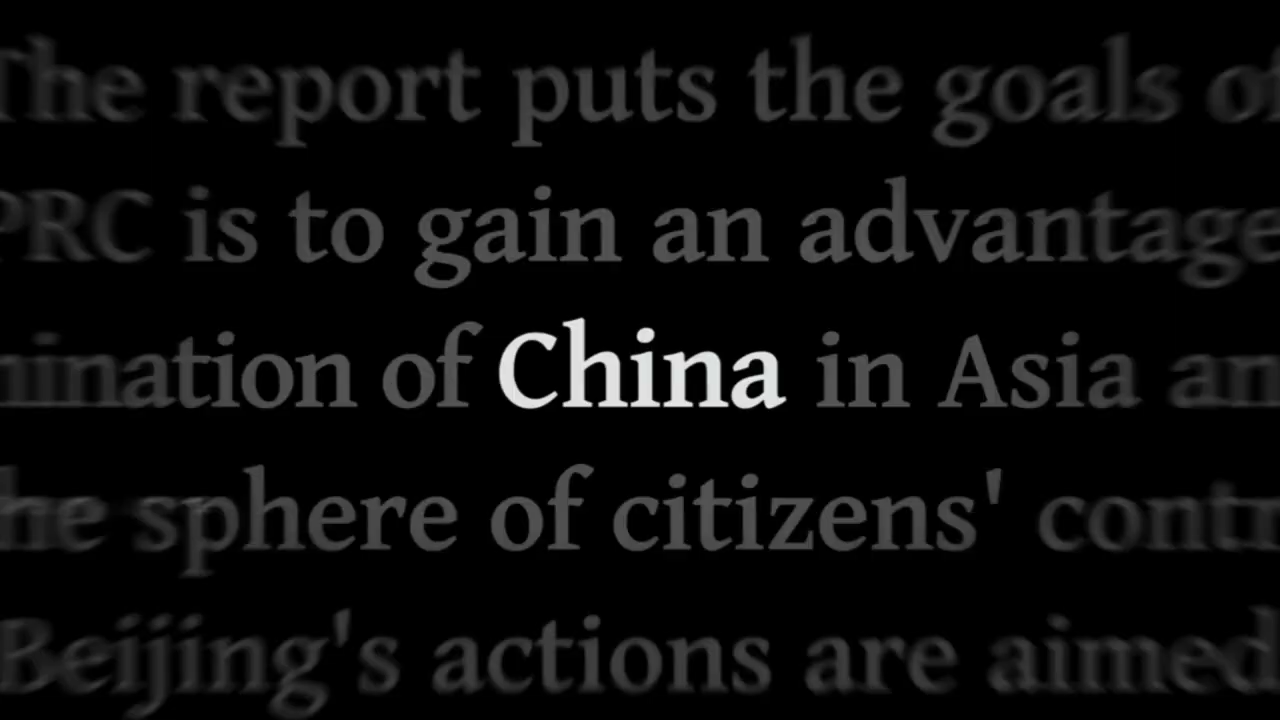 The report puts the goals of
PRC is to gain an advantage
mination of China in Asia an
he sphere of citizens' contr
Beijing's actions are aimed